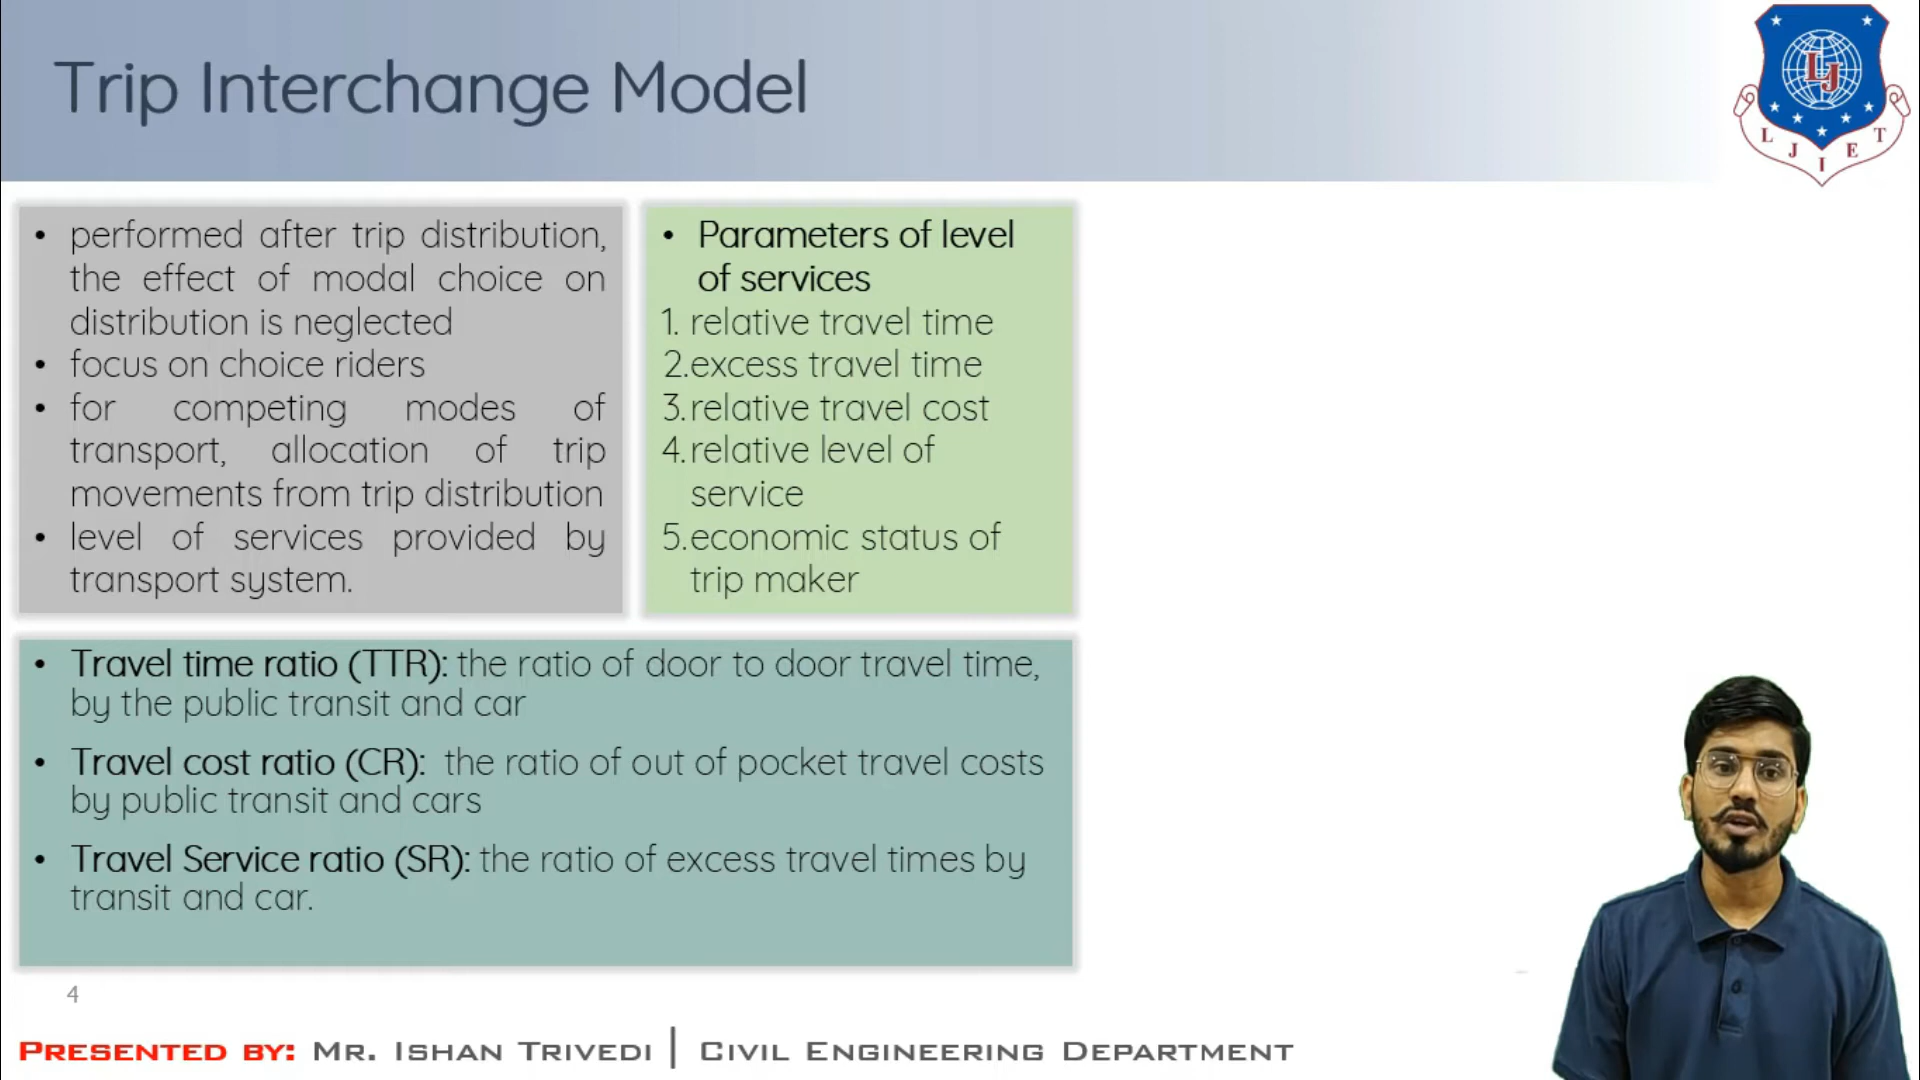 Trip Interchange Model
LJ
L J I E T
• performed after trip distribution,
the effect of modal choice on
distribution is neglected
• focus on choice riders
• for competing modes of
transport, allocation of trip
movements from trip distribution
• level of services provided by
transport system.
• Parameters of level
of services
1. relative travel time
2. excess travel time
3. relative travel cost
4. relative level of
service
5. economic status of
trip maker
• Travel time ratio (TTR): the ratio of door to door travel time,
by the public transit and car
• Travel cost ratio (CR): the ratio of out of pocket travel costs
by public transit and cars
• Travel Service ratio (SR): the ratio of excess travel times by
transit and car.
4
PRESENTED BY: MR. ISHAN TRIVEDI | CIVIL ENGINEERING DEPARTMENT